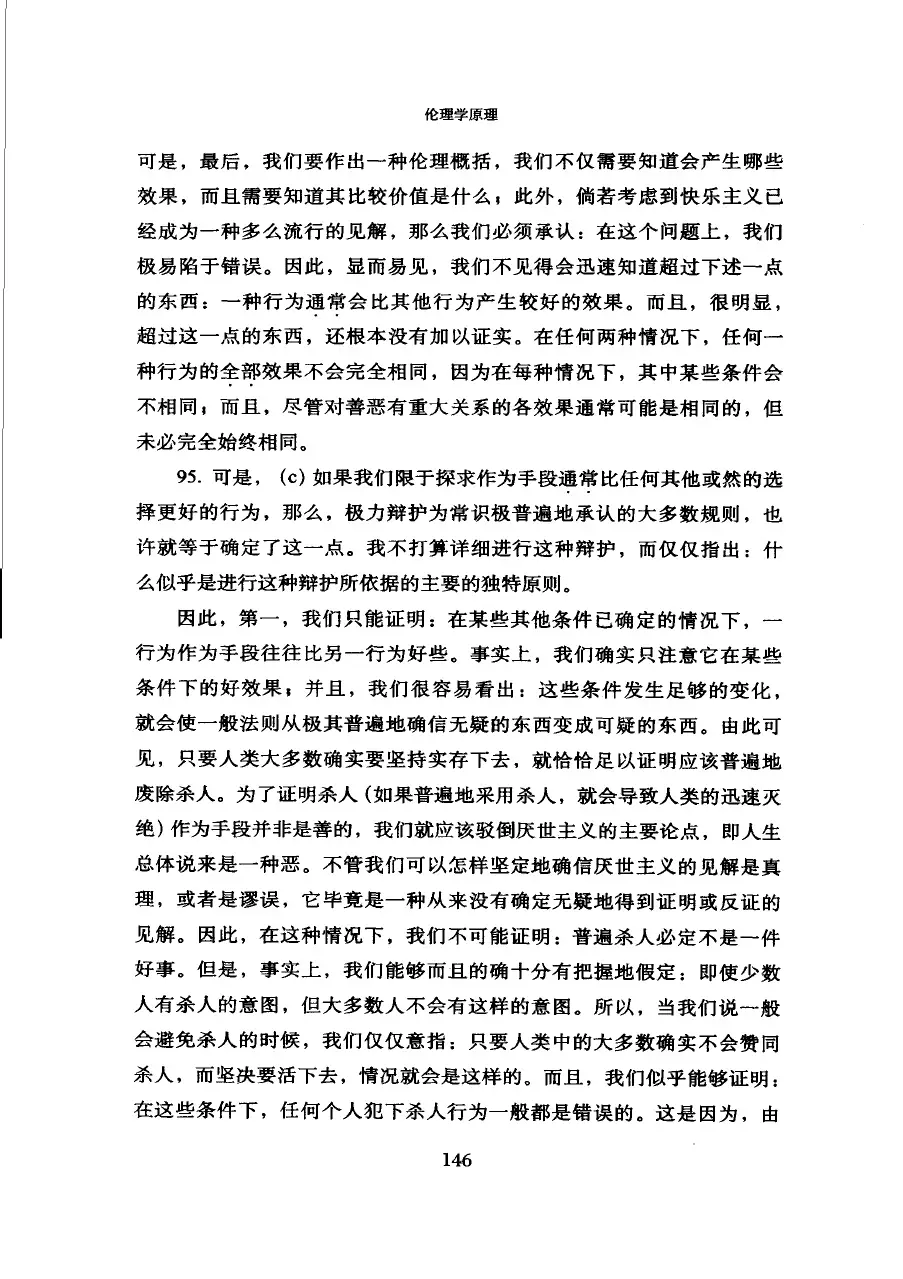 伦理学原理
可是，最后，我们要作出一种伦理概括，我们不仅需要知道会产生哪些
效果，而且需要知道其比较价值是什么；此外，倘若考虑到快乐主义已
经成为一种多么流行的见解，那么我们必须承认：在这个问题上，我们
极易陷于错误。因此，显而易见，我们不见得会迅速知道超过下述一点
的东西：一种行为通常会比其他行为产生较好的效果。而且，很明显，
超过这一点的东西，还根本没有加以证实。在任何两种情况下，任何一
种行为的全部效果不会完全相同，因为在每种情况下，其中某些条件会
不相同；而且，尽管对善恶有重大关系的各效果通常可能是相同的，但
未必完全始终相同。
95. 可是，(c) 如果我们限于探求作为手段通常比任何其他或然的选
择更好的行为，那么，极力辩护为常识极普遍地承认的大多数规则，也
许就等于确定了这一点。我不打算详细进行这种辩护，而仅仅指出：什
么似乎是进行这种辩护所依据的主要的独特原则。
因此，第一，我们只能证明：在某些其他条件已确定的情况下，一
行为作为手段往往比另一行为好些。事实上，我们确实只注意它在某些
条件下的好效果；并且，我们很容易看出：这些条件发生足够的变化，
就会使一般法则从极其普遍地确信无疑的东西变成可疑的东西。由此可
见，只要人类大多数确实要坚持实存下去，就恰恰足以证明应该普遍地
废除杀人。为了证明杀人（如果普遍地采用杀人，就会导致人类的迅速灭
绝）作为手段并非是善的，我们就应该驳倒厌世主义的主要论点，即人生
总体说来是一种恶。不管我们可以怎样坚定地确信厌世主义的见解是真
理，或者是谬误，它毕竟是一种从来没有确定无疑地得到证明或反证的
见解。因此，在这种情况下，我们不可能证明：普遍杀人必定不是一件
好事。但是，事实上，我们能够而且的确十分有把握地假定：即使少数
人有杀人的意图，但大多数人不会有这样的意图。所以，当我们说一般
会避免杀人的时候，我们仅仅意指：只要人类中的大多数确实不会赞同
杀人，而坚决要活下去，情况就会是这样的。而且，我们似乎能够证明：
在这些条件下，任何个人犯下杀人行为一般都是错误的。这是因为，由
146